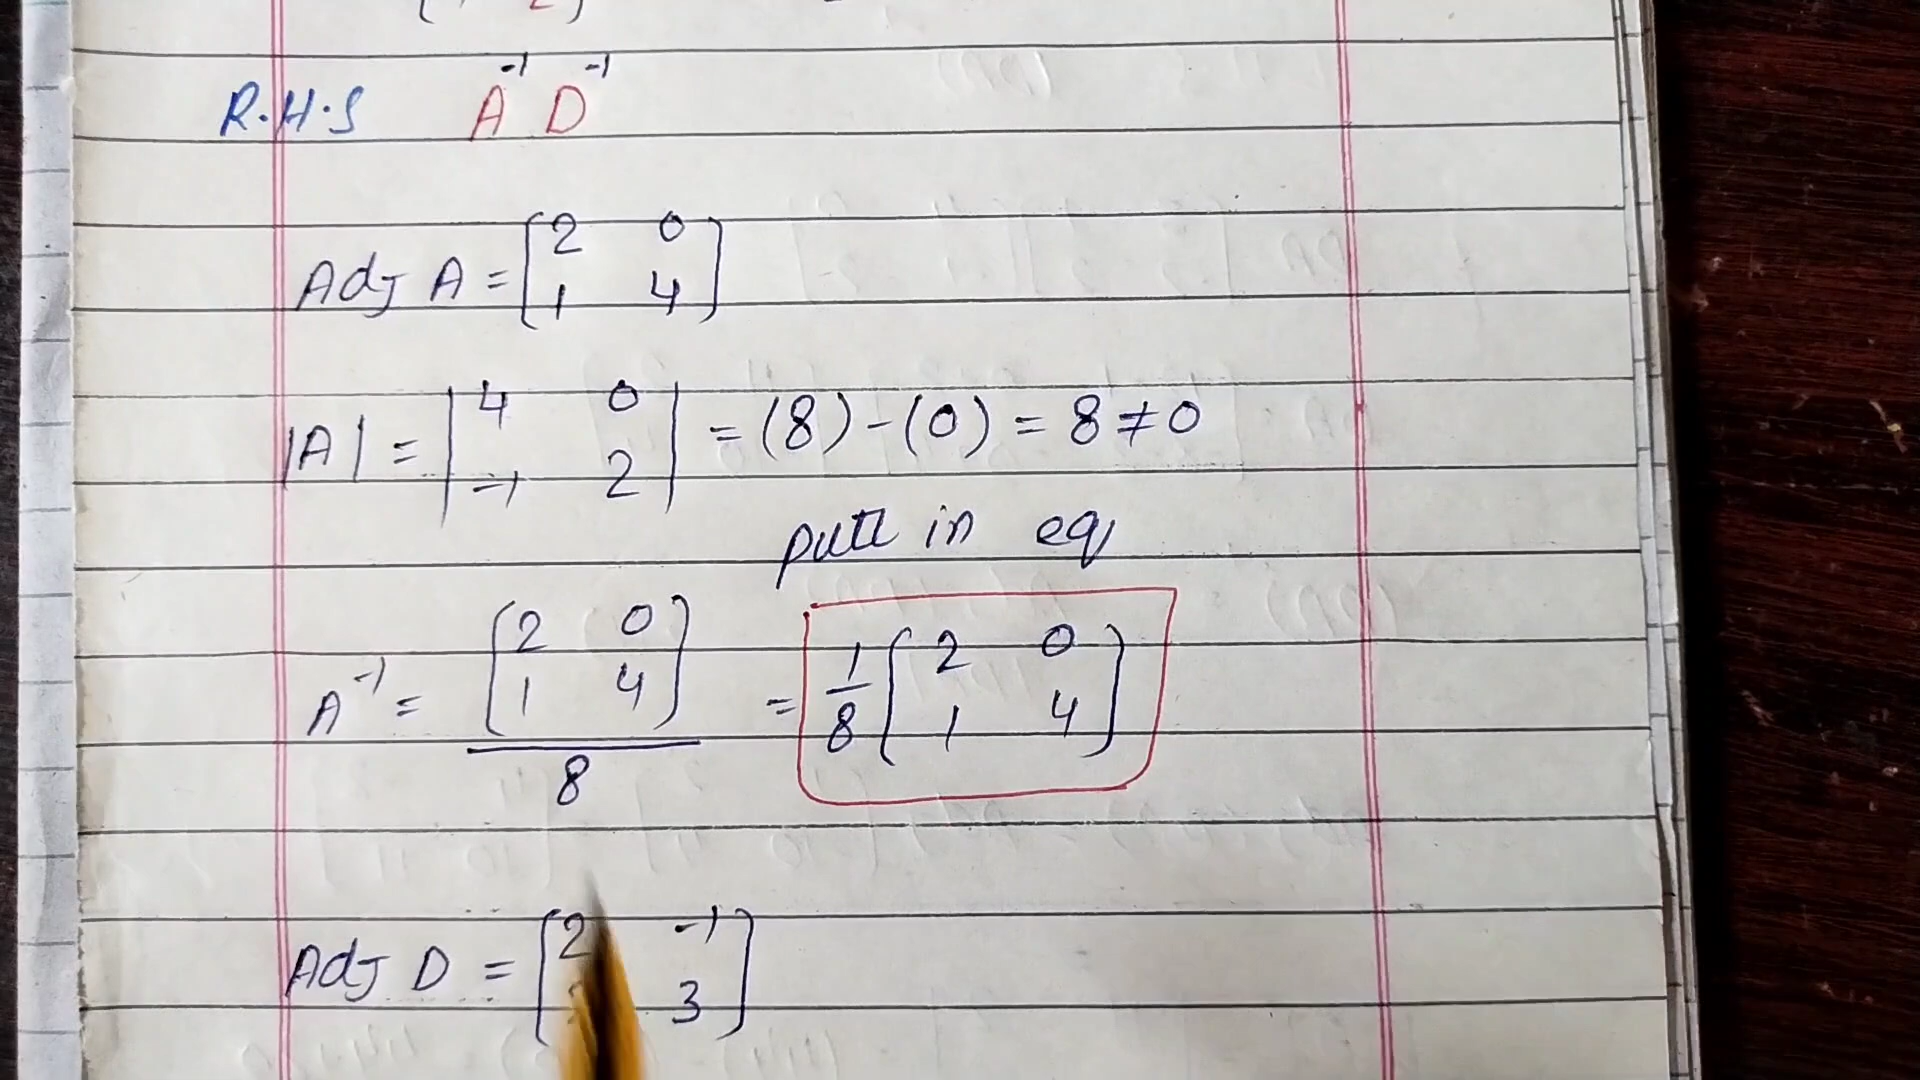 R.H.S A⁻¹ D⁻¹
Adj A = [2 0
1 4]
|A| = |4 0
-1 2| = (8) - (0) = 8 ≠ 0
putt in eq
A⁻¹ = [2 0
1 4]
8
= 1/8 [2 0
1 4]
Adj D = [2 -1
3]